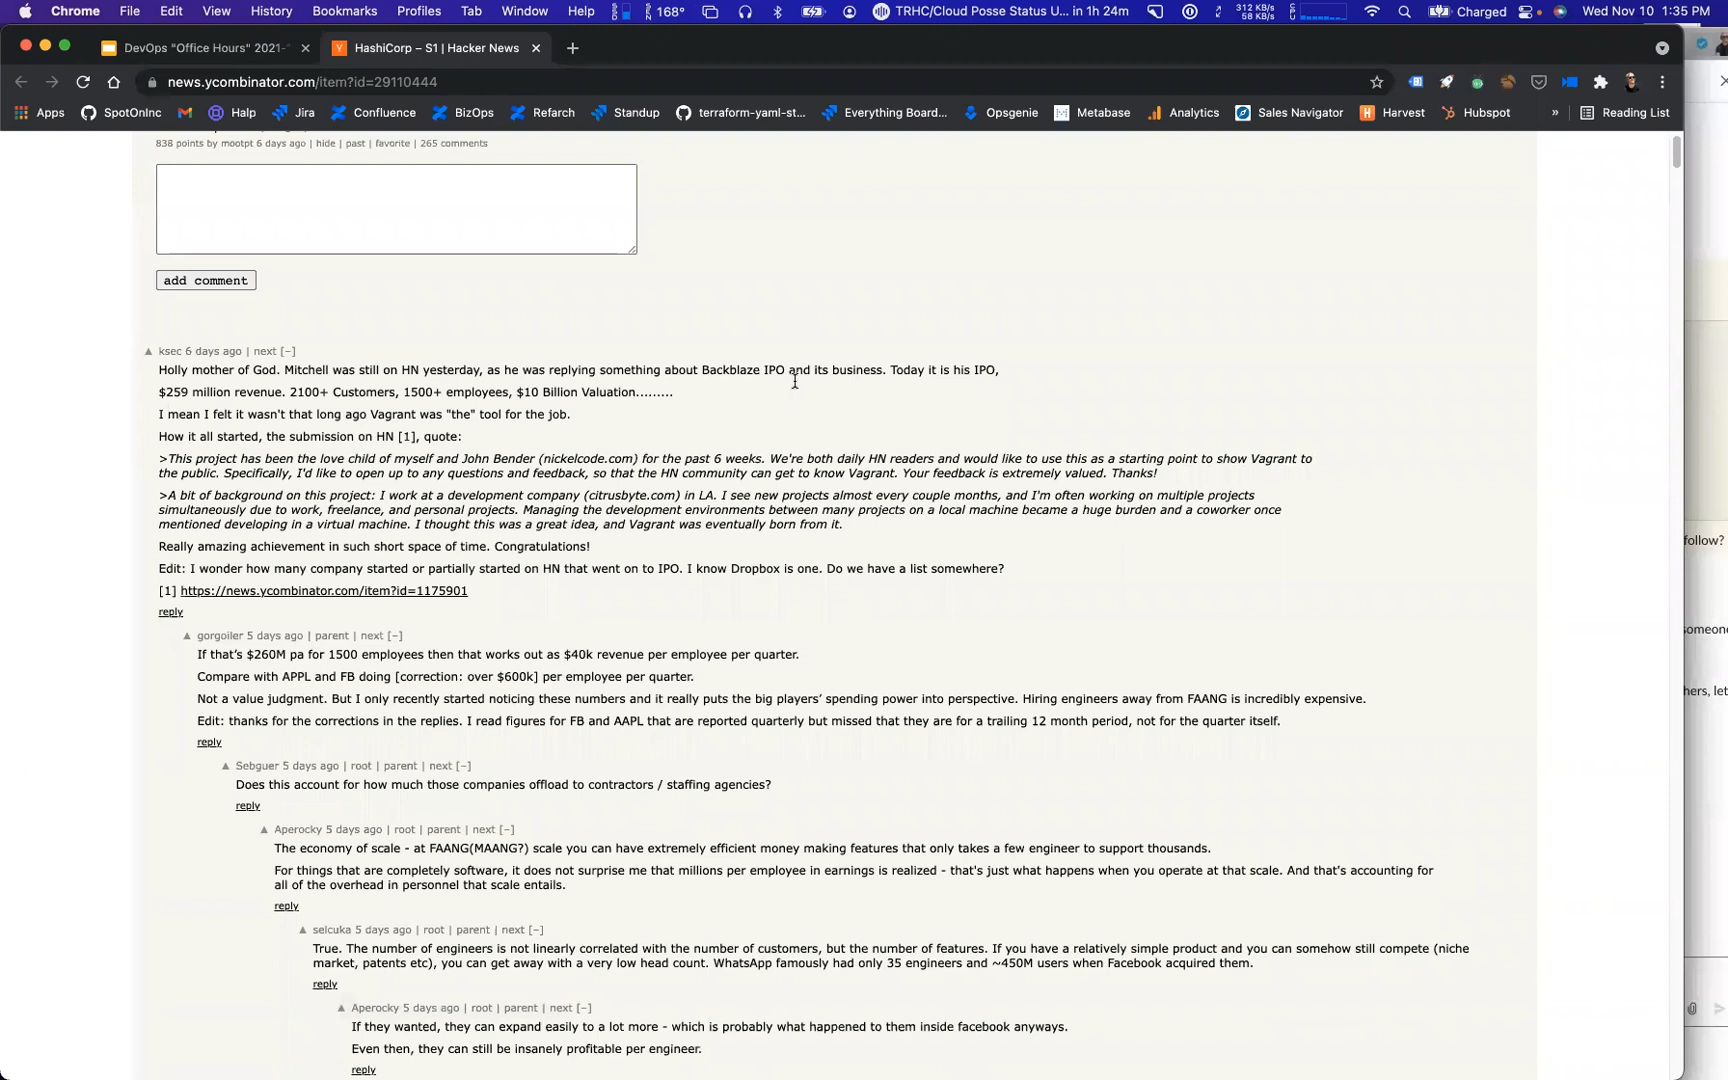 Chrome File Edit View History Bookmarks Profiles Tab Window Help 168° TRHC/Cloud Posse Status U... in 1h 24m 312 KB/s 58 KB/s Charged Wed Nov 10 1:35 PM
DevOps "Office Hours" 2021- HashiCorp – S1 | Hacker News
news.ycombinator.com/item?id=29110444
Apps SpotOnInc Halp Jira Confluence BizOps Refarch Standup terraform-yaml-st... Everything Board... Opsgenie Metabase Analytics Sales Navigator Harvest Hubspot » Reading List
838 points by mootpt 6 days ago | hide | past | favorite | 265 comments
add comment
ksec 6 days ago | next [–]
Holly mother of God. Mitchell was still on HN yesterday, as he was replying something about Backblaze IPO and its business. Today it is his IPO,
$259 million revenue. 2100+ Customers, 1500+ employees, $10 Billion Valuation.........
I mean I felt it wasn't that long ago Vagrant was "the" tool for the job.
How it all started, the submission on HN [1], quote:
>This project has been the love child of myself and John Bender (nickelcode.com) for the past 6 weeks. We're both daily HN readers and would like to use this as a starting point to show Vagrant to
the public. Specifically, I'd like to open up to any questions and feedback, so that the HN community can get to know Vagrant. Your feedback is extremely valued. Thanks!
>A bit of background on this project: I work at a development company (citrusbyte.com) in LA. I see new projects almost every couple months, and I'm often working on multiple projects
simultaneously due to work, freelance, and personal projects. Managing the development environments between many projects on a local machine became a huge burden and a coworker once
mentioned developing in a virtual machine. I thought this was a great idea, and Vagrant was eventually born from it.
Really amazing achievement in such short space of time. Congratulations!
Edit: I wonder how many company started or partially started on HN that went on to IPO. I know Dropbox is one. Do we have a list somewhere?
[1] https://news.ycombinator.com/item?id=1175901
reply
gorgoiler 5 days ago | parent | next [–]
If that's $260M pa for 1500 employees then that works out as $40k revenue per employee per quarter.
Compare with APPL and FB doing [correction: over $600k] per employee per quarter.
Not a value judgment. But I only recently started noticing these numbers and it really puts the big players' spending power into perspective. Hiring engineers away from FAANG is incredibly expensive.
Edit: thanks for the corrections in the replies. I read figures for FB and AAPL that are reported quarterly but missed that they are for a trailing 12 month period, not for the quarter itself.
reply
Sebguer 5 days ago | root | parent | next [–]
Does this account for how much those companies offload to contractors / staffing agencies?
reply
Aperocky 5 days ago | root | parent | next [–]
The economy of scale - at FAANG(MAANG?) scale you can have extremely efficient money making features that only takes a few engineer to support thousands.
For things that are completely software, it does not surprise me that millions per employee in earnings is realized - that's just what happens when you operate at that scale. And that's accounting for
all of the overhead in personnel that scale entails.
reply
selcuka 5 days ago | root | parent | next [–]
True. The number of engineers is not linearly correlated with the number of customers, but the number of features. If you have a relatively simple product and you can somehow still compete (niche
market, patents etc), you can get away with a very low head count. WhatsApp famously had only 35 engineers and ~450M users when Facebook acquired them.
reply
Aperocky 5 days ago | root | parent | next [–]
If they wanted, they can expand easily to a lot more - which is probably what happened to them inside facebook anyways.
Even then, they can still be insanely profitable per engineer.
reply
follow?
someone
hers, let